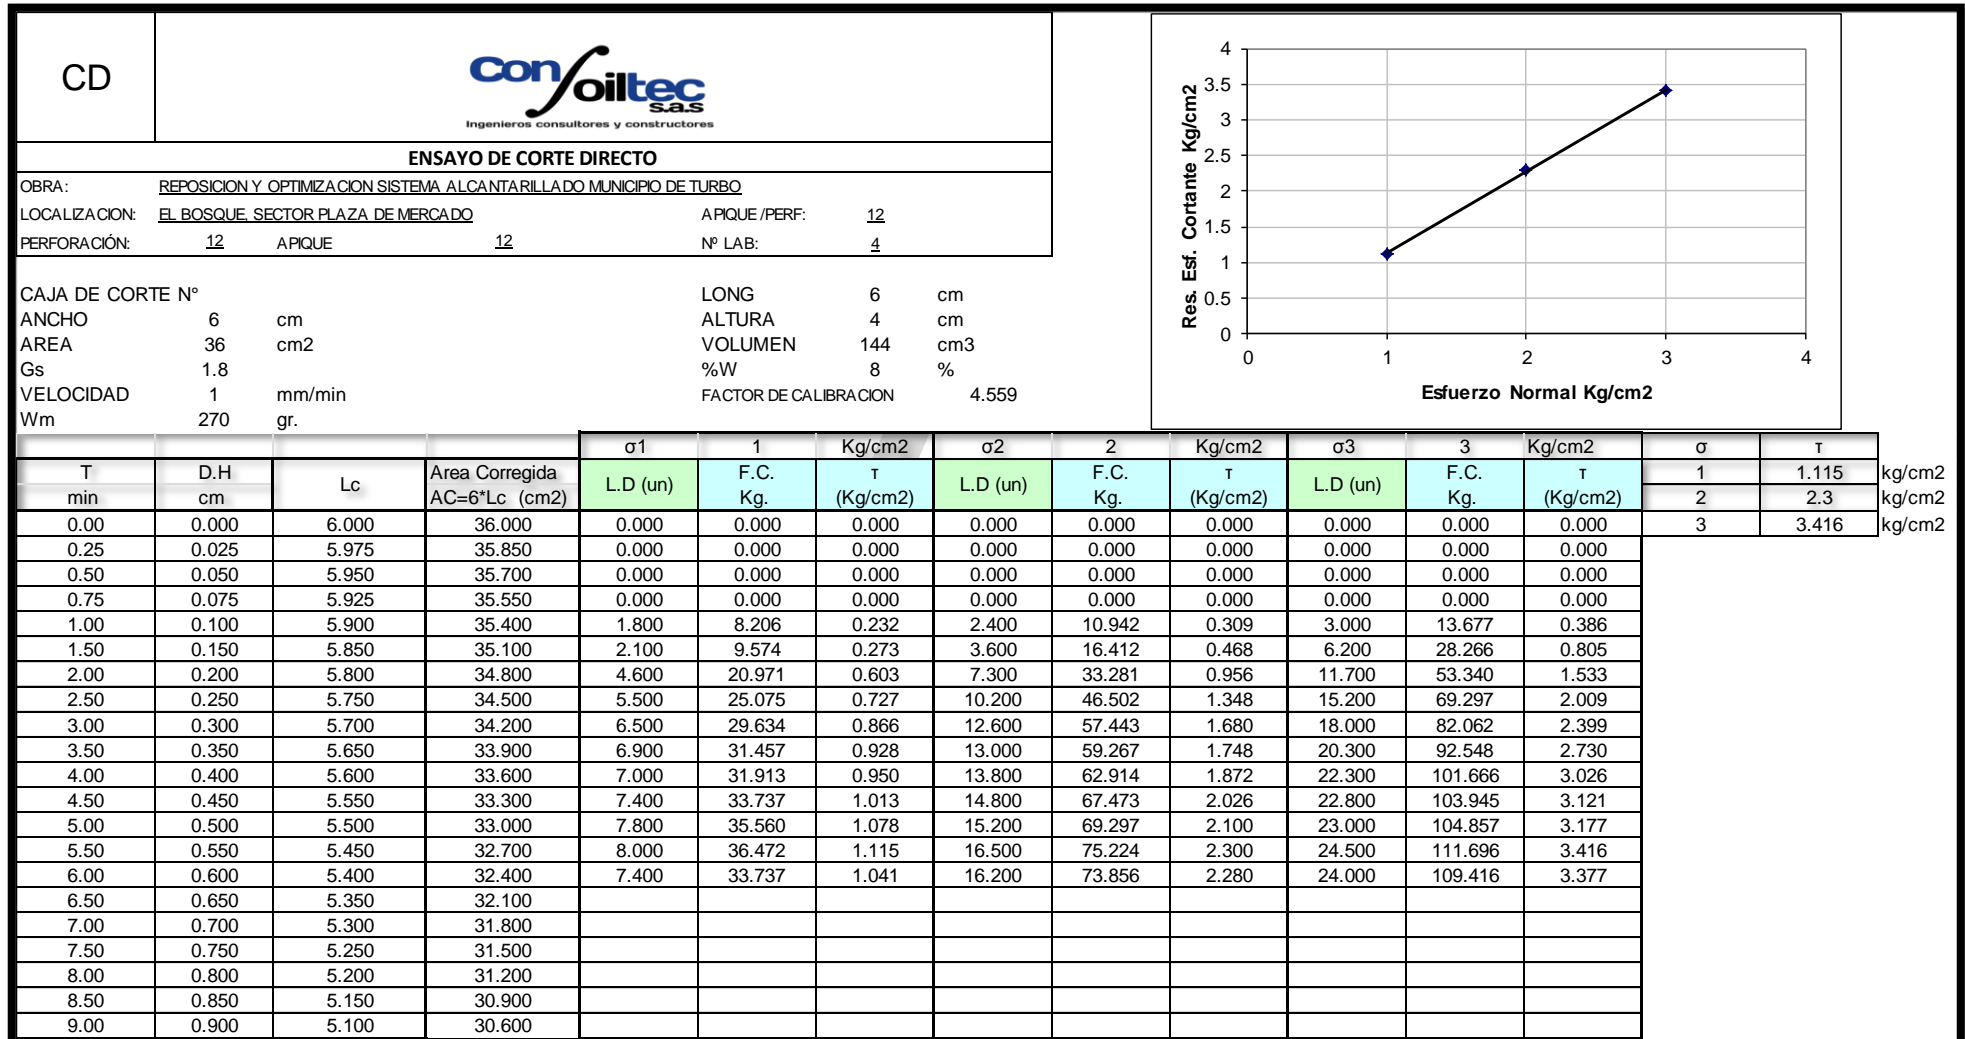 CD
Con Soiltec
s.a.s
Ingenieros consultores y constructores
ENSAYO DE CORTE DIRECTO
OBRA: REPOSICION Y OPTIMIZACION SISTEMA ALCANTARILLADO MUNICIPIO DE TURBO
LOCALIZACION: EL BOSQUE, SECTOR PLAZA DE MERCADO APIQUE /PERF: 12
PERFORACIÓN: 12 APIQUE 12 Nº LAB: 4
CAJA DE CORTE N° LONG 6 cm
ANCHO 6 cm ALTURA 4 cm
AREA 36 cm2 VOLUMEN 144 cm3
Gs 1.8 %W 8 %
VELOCIDAD 1 mm/min FACTOR DE CALIBRACION 4.559
Wm 270 gr.
Res. Esf. Cortante Kg/cm2
4
3.5
3
2.5
2
1.5
1
0.5
0
0 1 2 3 4
Esfuerzo Normal Kg/cm2
σ1 1 Kg/cm2 σ2 2 Kg/cm2 σ3 3 Kg/cm2 σ τ
T D.H Lc Area Corregida L.D (un) F.C. τ L.D (un) F.C. τ L.D (un) F.C. τ 1 1.115 kg/cm2
min cm AC=6*Lc (cm2) Kg. (Kg/cm2) Kg. (Kg/cm2) Kg. (Kg/cm2) 2 2.3 kg/cm2
0.00 0.000 6.000 36.000 0.000 0.000 0.000 0.000 0.000 0.000 0.000 0.000 0.000 3 3.416 kg/cm2
0.25 0.025 5.975 35.850 0.000 0.000 0.000 0.000 0.000 0.000 0.000 0.000 0.000
0.50 0.050 5.950 35.700 0.000 0.000 0.000 0.000 0.000 0.000 0.000 0.000 0.000
0.75 0.075 5.925 35.550 0.000 0.000 0.000 0.000 0.000 0.000 0.000 0.000 0.000
1.00 0.100 5.900 35.400 1.800 8.206 0.232 2.400 10.942 0.309 3.000 13.677 0.386
1.50 0.150 5.850 35.100 2.100 9.574 0.273 3.600 16.412 0.468 6.200 28.266 0.805
2.00 0.200 5.800 34.800 4.600 20.971 0.603 7.300 33.281 0.956 11.700 53.340 1.533
2.50 0.250 5.750 34.500 5.500 25.075 0.727 10.200 46.502 1.348 15.200 69.297 2.009
3.00 0.300 5.700 34.200 6.500 29.634 0.866 12.600 57.443 1.680 18.000 82.062 2.399
3.50 0.350 5.650 33.900 6.900 31.457 0.928 13.000 59.267 1.748 20.300 92.548 2.730
4.00 0.400 5.600 33.600 7.000 31.913 0.950 13.800 62.914 1.872 22.300 101.666 3.026
4.50 0.450 5.550 33.300 7.400 33.737 1.013 14.800 67.473 2.026 22.800 103.945 3.121
5.00 0.500 5.500 33.000 7.800 35.560 1.078 15.200 69.297 2.100 23.000 104.857 3.177
5.50 0.550 5.450 32.700 8.000 36.472 1.115 16.500 75.224 2.300 24.500 111.696 3.416
6.00 0.600 5.400 32.400 7.400 33.737 1.041 16.200 73.856 2.280 24.000 109.416 3.377
6.50 0.650 5.350 32.100
7.00 0.700 5.300 31.800
7.50 0.750 5.250 31.500
8.00 0.800 5.200 31.200
8.50 0.850 5.150 30.900
9.00 0.900 5.100 30.600